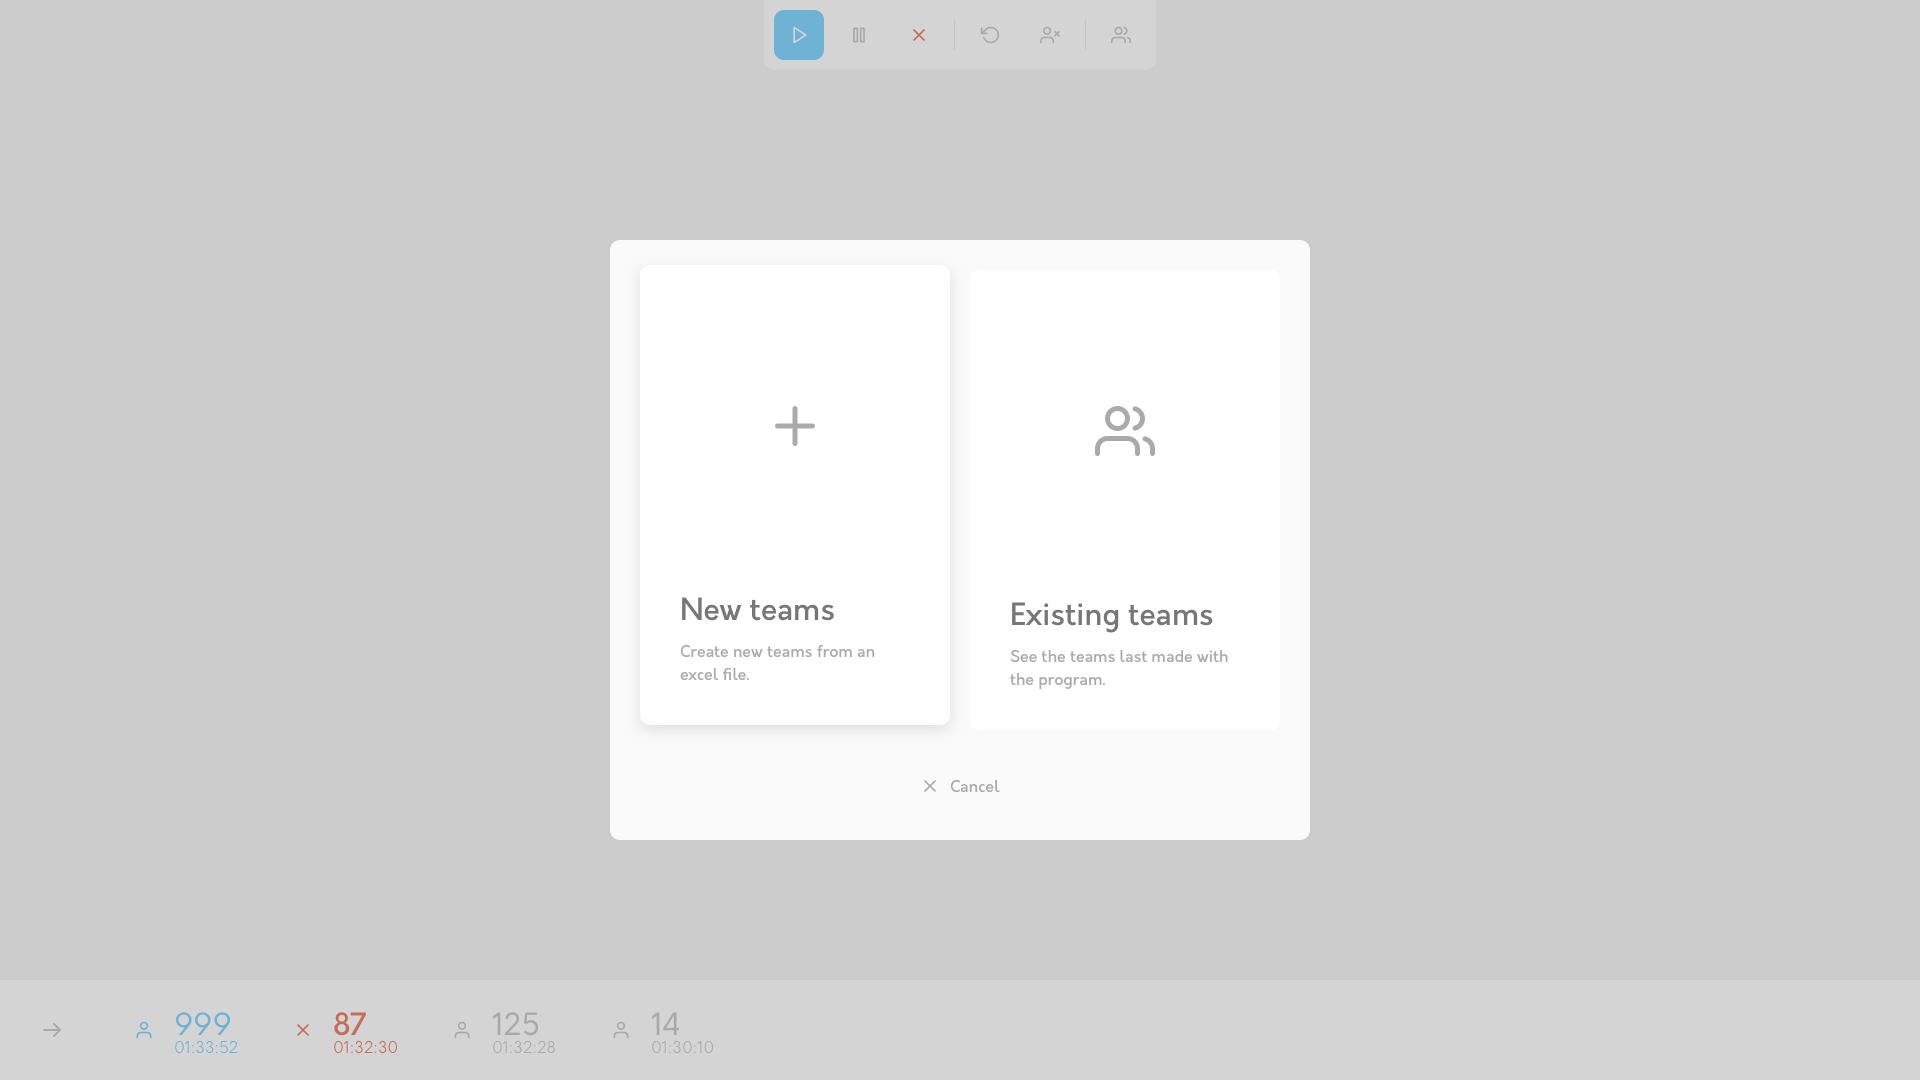 New teams
Create new teams from an
excel file.
Existing teams
See the teams last made with
the program.
Cancel
999
01:33:52
87
01:32:30
125
01:32:28
14
01:30:10